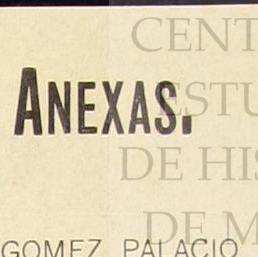 CENT
ANEXAS.
ESTU
DE HIS
DE M
GOMEZ PALACIO